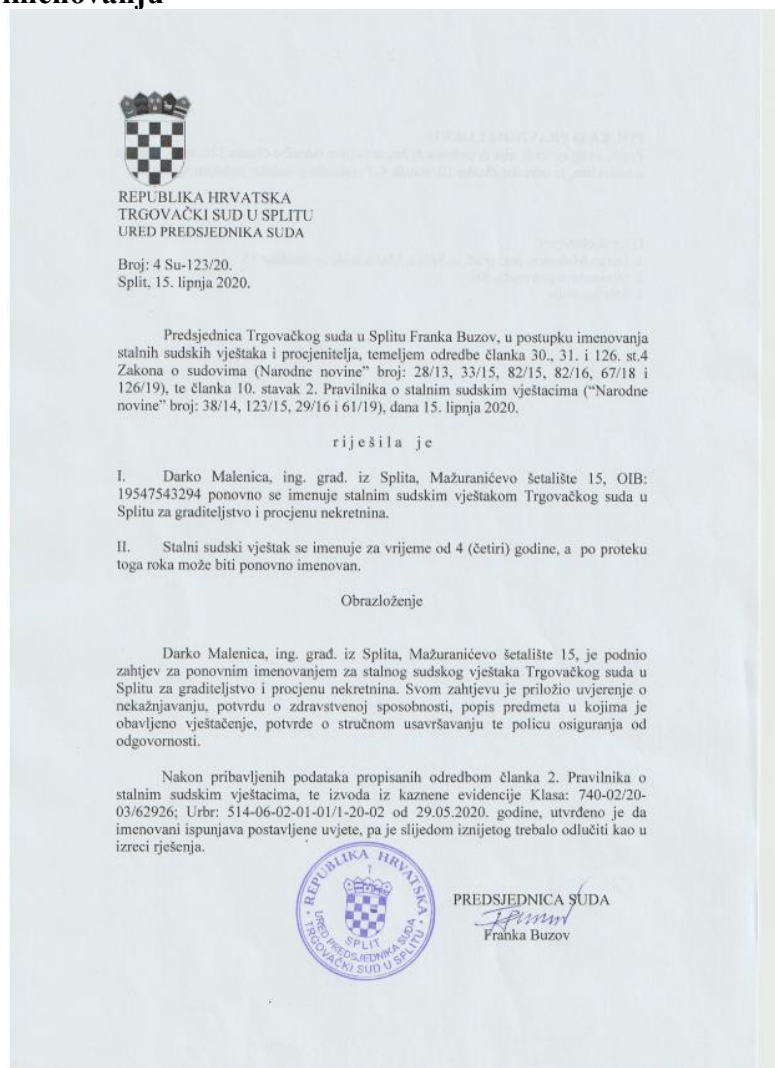 imenovanju
REPUBLIKA HRVATSKA
TRGOVAČKI SUD U SPLITU
URED PREDSJEDNIKA SUDA
Broj: 4 Su-123/20.
Split, 15. lipnja 2020.
Predsjednica Trgovačkog suda u Splitu Franka Buzov, u postupku imenovanja
stalnih sudskih vještaka i procjenitelja, temeljem odredbe članka 30., 31. i 126. st.4
Zakona o sudovima (Narodne novine” broj: 28/13, 33/15, 82/15, 82/16, 67/18 i
126/19), te članka 10. stavak 2. Pravilnika o stalnim sudskim vještacima (“Narodne
novine” broj: 38/14, 123/15, 29/16 i 61/19), dana 15. lipnja 2020.
r i j e š i l a   j e
I. Darko Malenica, ing. građ. iz Splita, Mažuranićevo šetalište 15, OIB:
19547543294 ponovno se imenuje stalnim sudskim vještakom Trgovačkog suda u
Splitu za graditeljstvo i procjenu nekretnina.
II. Stalni sudski vještak se imenuje za vrijeme od 4 (četiri) godine, a po proteku
toga roka može biti ponovno imenovan.
Obrazloženje
Darko Malenica, ing. građ. iz Splita, Mažuranićevo šetalište 15, je podnio
zahtjev za ponovnim imenovanjem za stalnog sudskog vještaka Trgovačkog suda u
Splitu za graditeljstvo i procjenu nekretnina. Svom zahtjevu je priložio uvjerenje o
nekažnjavanju, potvrdu o zdravstvenoj sposobnosti, popis predmeta u kojima je
obavljeno vještačenje, potvrde o stručnom usavršavanju te policu osiguranja od
odgovornosti.
Nakon pribavljenih podataka propisanih odredbom članka 2. Pravilnika o
stalnim sudskim vještacima, te izvoda iz kaznene evidencije Klasa: 740-02/20-
03/62926; Urbr: 514-06-02-01-01/1-20-02 od 29.05.2020. godine, utvrđeno je da
imenovani ispunjava postavljene uvjete, pa je slijedom iznijetog trebalo odlučiti kao u
izreci rješenja.
REPUBLIKA HRVATSKA
1
URED PREDSJEDNIKA SUDA
SPLIT
TRGOVAČKI SUD U SPLITU
PREDSJEDNICA SUDA
Franka Buzov